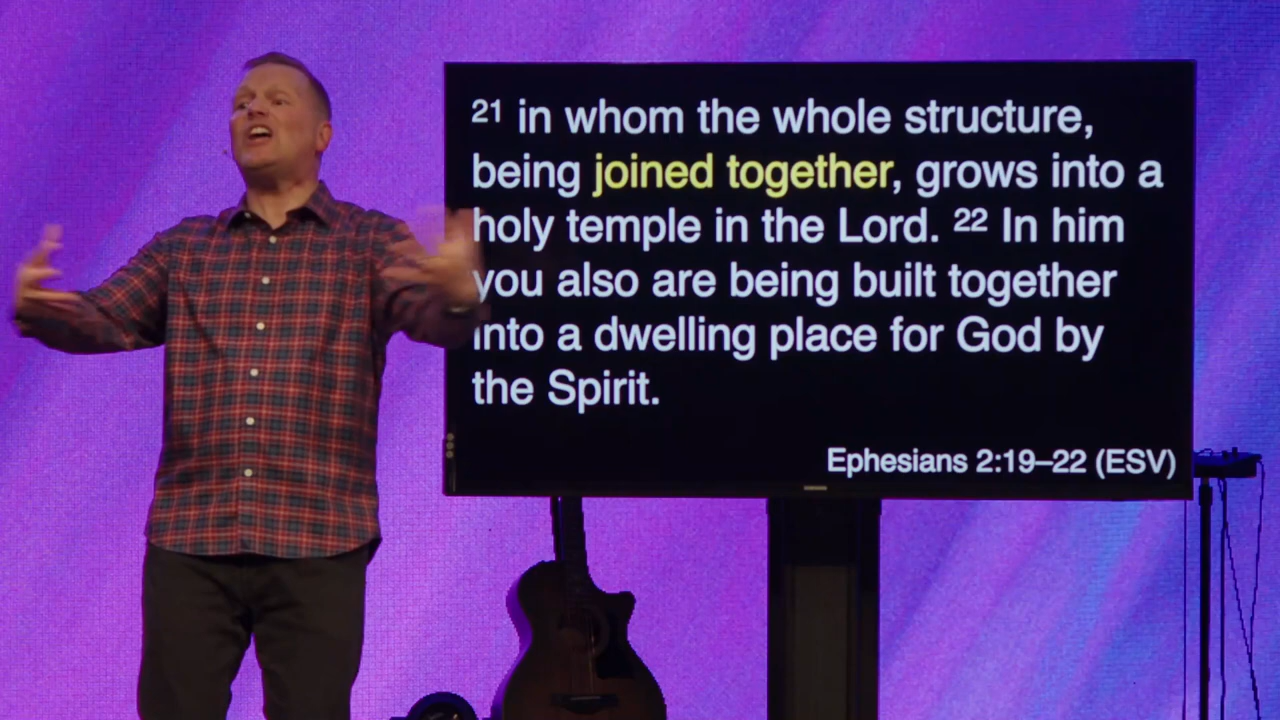 21 in whom the whole structure,
being joined together, grows into a
holy temple in the Lord. 22 In him
you also are being built together
into a dwelling place for God by
the Spirit.
Ephesians 2:19–22 (ESV)